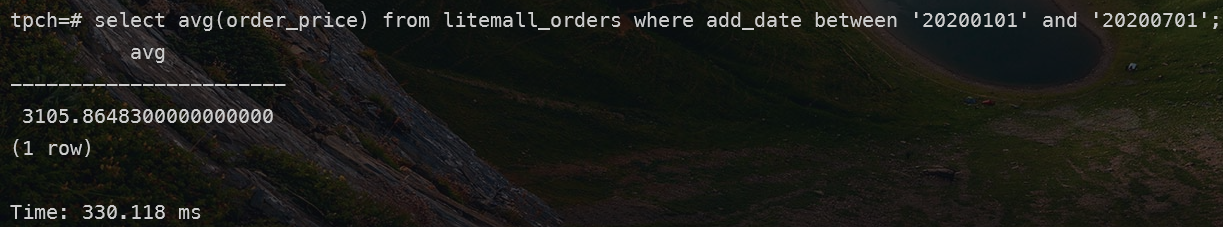 tpch=# select avg(order_price) from litemall_orders where add_date between '20200101' and '20200701';
avg
-----------------------
3105.8648300000000000
(1 row)
Time: 330.118 ms